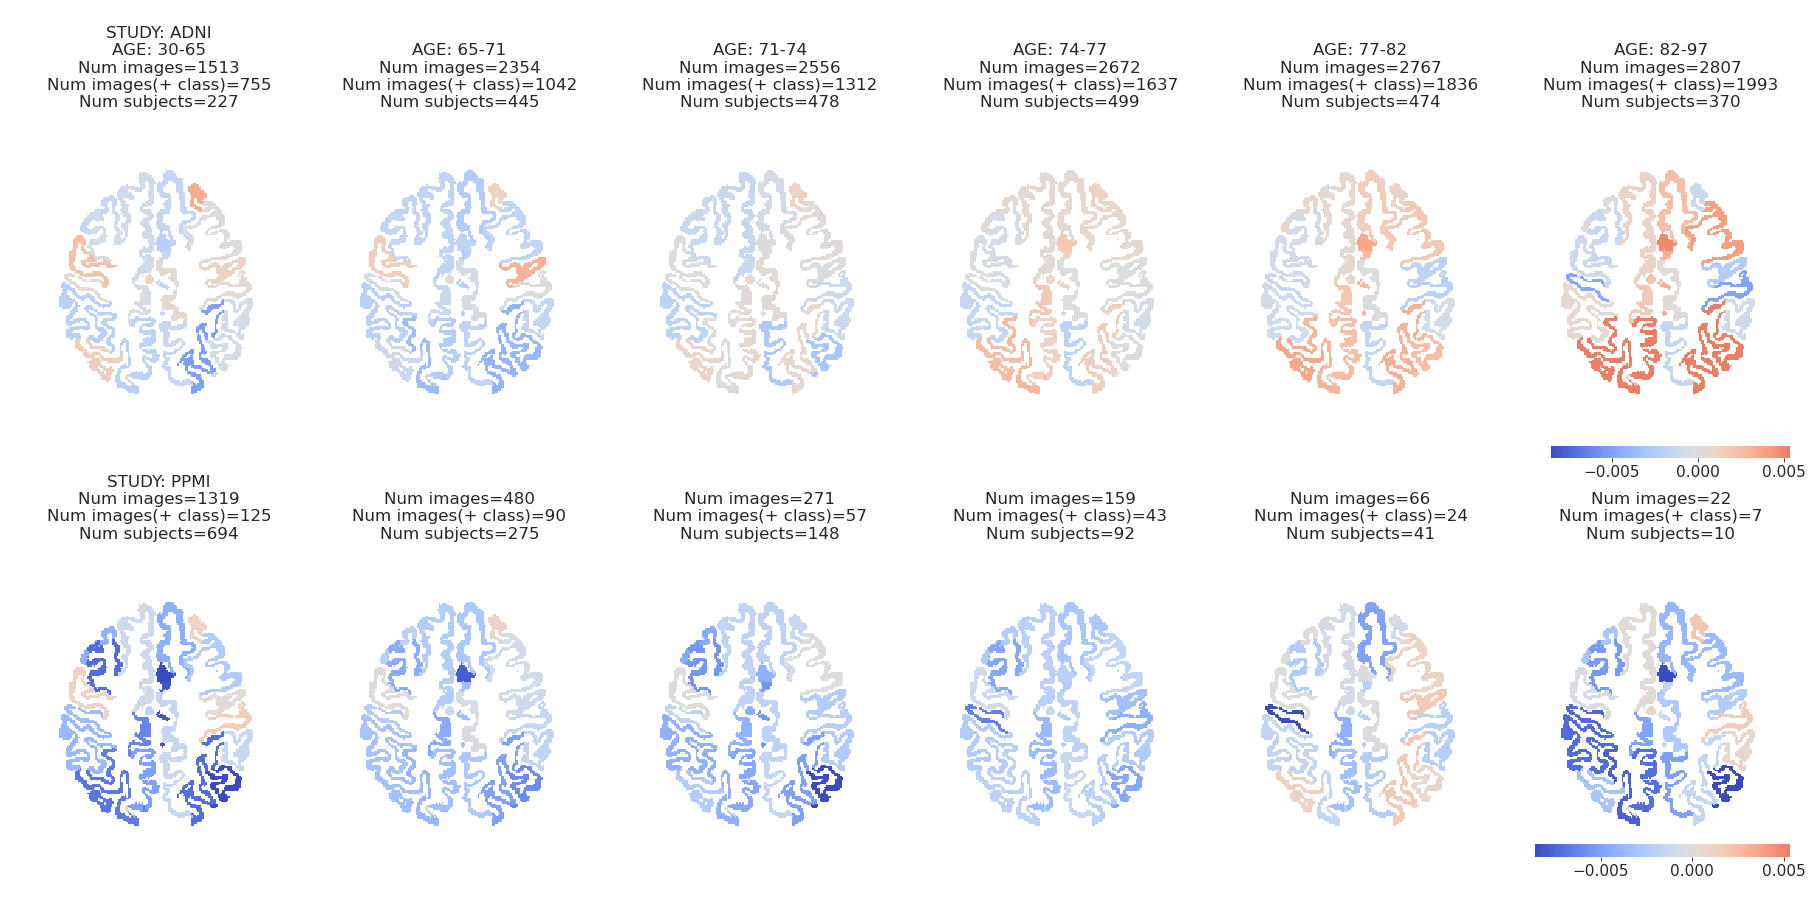 STUDY: ADNI
AGE: 30-65
Num images=1513
Num images(+ class)=755
Num subjects=227
AGE: 65-71
Num images=2354
Num images(+ class)=1042
Num subjects=445
AGE: 71-74
Num images=2556
Num images(+ class)=1312
Num subjects=478
AGE: 74-77
Num images=2672
Num images(+ class)=1637
Num subjects=499
AGE: 77-82
Num images=2767
Num images(+ class)=1836
Num subjects=474
AGE: 82-97
Num images=2807
Num images(+ class)=1993
Num subjects=370
−0.005 0.000 0.005
STUDY: PPMI
Num images=1319
Num images(+ class)=125
Num subjects=694
Num images=480
Num images(+ class)=90
Num subjects=275
Num images=271
Num images(+ class)=57
Num subjects=148
Num images=159
Num images(+ class)=43
Num subjects=92
Num images=66
Num images(+ class)=24
Num subjects=41
Num images=22
Num images(+ class)=7
Num subjects=10
−0.005 0.000 0.005